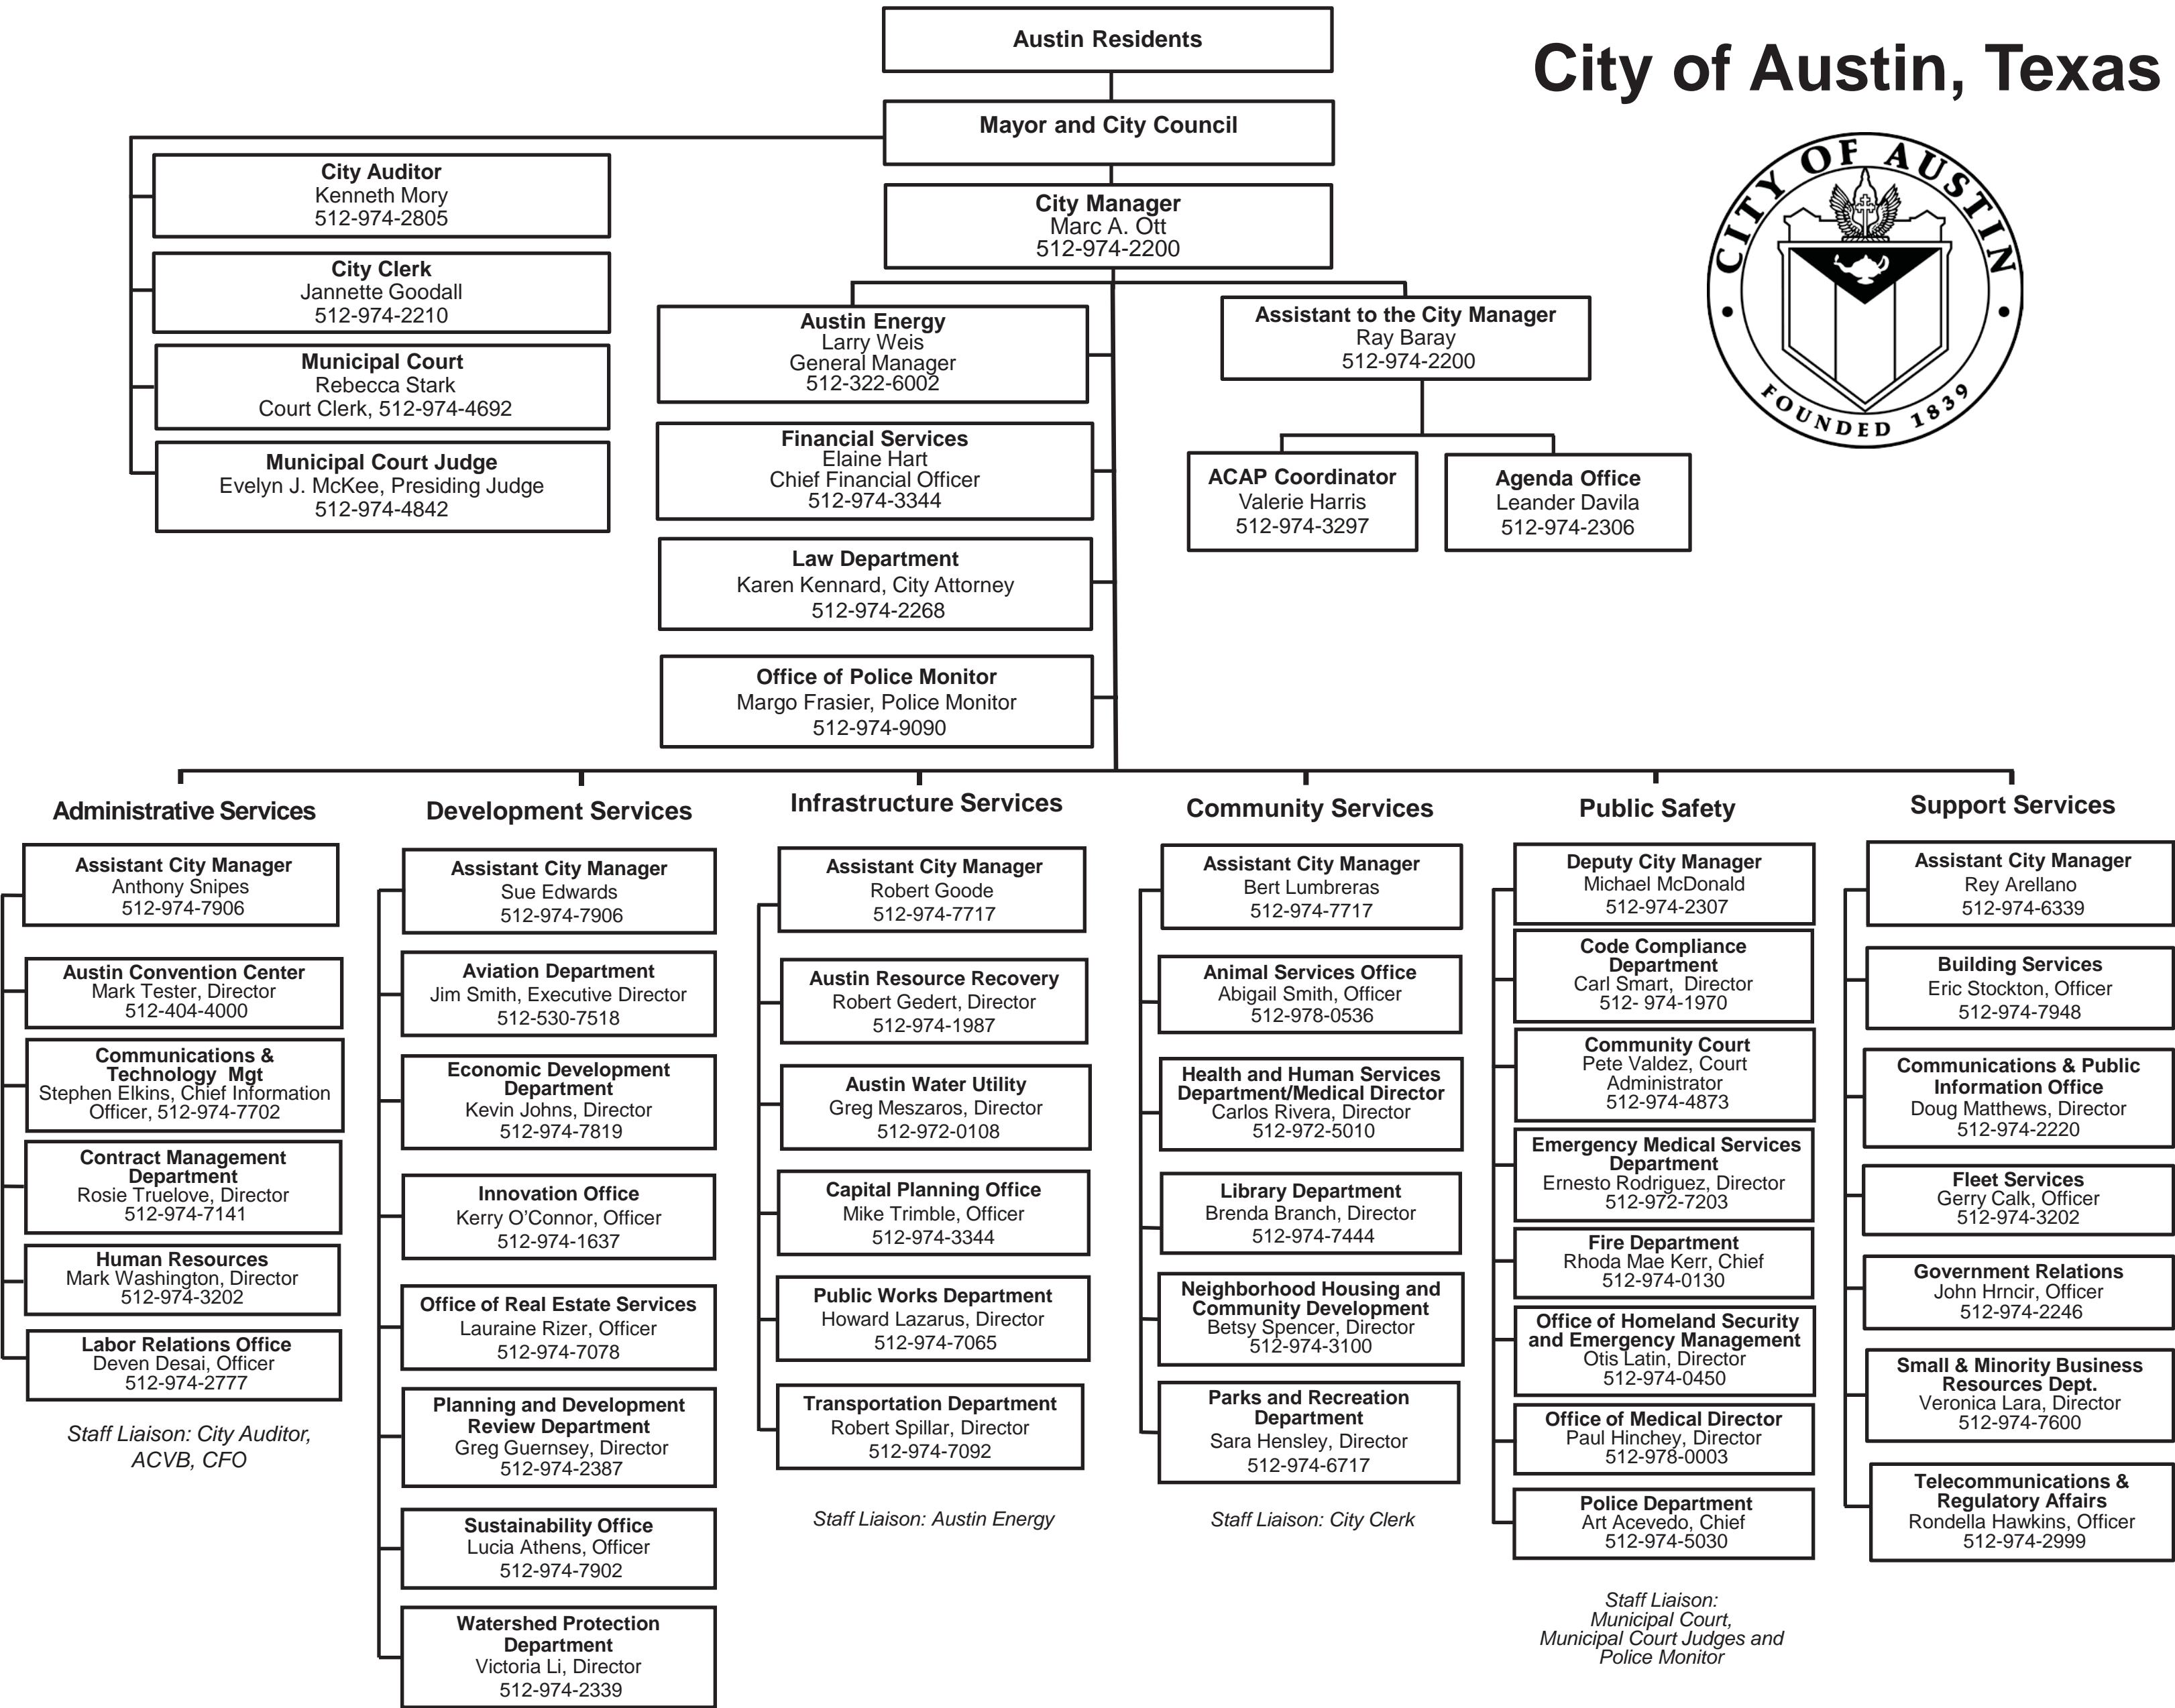 City of Austin, Texas
CITY OF AUSTIN
FOUNDED 1839
Austin Residents
Mayor and City Council
City Manager
Marc A. Ott
512-974-2200
City Auditor
Kenneth Mory
512-974-2805
City Clerk
Jannette Goodall
512-974-2210
Municipal Court
Rebecca Stark
Court Clerk, 512-974-4692
Municipal Court Judge
Evelyn J. McKee, Presiding Judge
512-974-4842
Austin Energy
Larry Weis
General Manager
512-322-6002
Financial Services
Elaine Hart
Chief Financial Officer
512-974-3344
Law Department
Karen Kennard, City Attorney
512-974-2268
Office of Police Monitor
Margo Frasier, Police Monitor
512-974-9090
Assistant to the City Manager
Ray Baray
512-974-2200
ACAP Coordinator
Valerie Harris
512-974-3297
Agenda Office
Leander Davila
512-974-2306
Administrative Services
Assistant City Manager
Anthony Snipes
512-974-7906
Austin Convention Center
Mark Tester, Director
512-404-4000
Communications &
Technology  Mgt
Stephen Elkins, Chief Information
Officer, 512-974-7702
Contract Management
Department
Rosie Truelove, Director
512-974-7141
Human Resources
Mark Washington, Director
512-974-3202
Labor Relations Office
Deven Desai, Officer
512-974-2777
Staff Liaison: City Auditor,
ACVB, CFO
Development Services
Assistant City Manager
Sue Edwards
512-974-7906
Aviation Department
Jim Smith, Executive Director
512-530-7518
Economic Development
Department
Kevin Johns, Director
512-974-7819
Innovation Office
Kerry O’Connor, Officer
512-974-1637
Office of Real Estate Services
Lauraine Rizer, Officer
512-974-7078
Planning and Development
Review Department
Greg Guernsey, Director
512-974-2387
Sustainability Office
Lucia Athens, Officer
512-974-7902
Watershed Protection
Department
Victoria Li, Director
512-974-2339
Infrastructure Services
Assistant City Manager
Robert Goode
512-974-7717
Austin Resource Recovery
Robert Gedert, Director
512-974-1987
Austin Water Utility
Greg Meszaros, Director
512-972-0108
Capital Planning Office
Mike Trimble, Officer
512-974-3344
Public Works Department
Howard Lazarus, Director
512-974-7065
Transportation Department
Robert Spillar, Director
512-974-7092
Staff Liaison: Austin Energy
Community Services
Assistant City Manager
Bert Lumbreras
512-974-7717
Animal Services Office
Abigail Smith, Officer
512-978-0536
Health and Human Services
Department/Medical Director
Carlos Rivera, Director
512-972-5010
Library Department
Brenda Branch, Director
512-974-7444
Neighborhood Housing and
Community Development
Betsy Spencer, Director
512-974-3100
Parks and Recreation
Department
Sara Hensley, Director
512-974-6717
Staff Liaison: City Clerk
Public Safety
Deputy City Manager
Michael McDonald
512-974-2307
Code Compliance
Department
Carl Smart,  Director
512- 974-1970
Community Court
Pete Valdez, Court
Administrator
512-974-4873
Emergency Medical Services
Department
Ernesto Rodriguez, Director
512-972-7203
Fire Department
Rhoda Mae Kerr, Chief
512-974-0130
Office of Homeland Security
and Emergency Management
Otis Latin, Director
512-974-0450
Office of Medical Director
Paul Hinchey, Director
512-978-0003
Police Department
Art Acevedo, Chief
512-974-5030
Staff Liaison:
Municipal Court,
Municipal Court Judges and
Police Monitor
Support Services
Assistant City Manager
Rey Arellano
512-974-6339
Building Services
Eric Stockton, Officer
512-974-7948
Communications & Public
Information Office
Doug Matthews, Director
512-974-2220
Fleet Services
Gerry Calk, Officer
512-974-3202
Government Relations
John Hrncir, Officer
512-974-2246
Small & Minority Business
Resources Dept.
Veronica Lara, Director
512-974-7600
Telecommunications &
Regulatory Affairs
Rondella Hawkins, Officer
512-974-2999